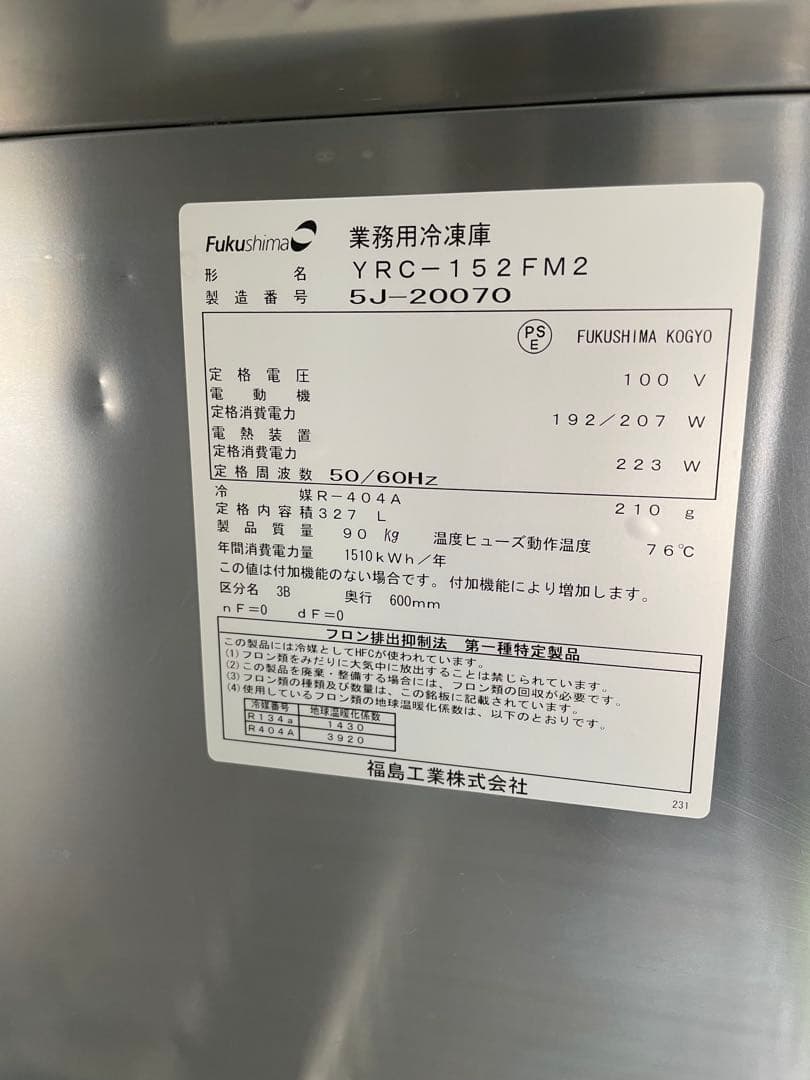 Fukushima 業務用冷凍庫
形名 YRC-152FM2
製造番号 5J-20070
PSE FUKUSHIMA KOGYO
定格電圧 100 V
電動機
定格消費電力 192/207 W
電熱装置
定格消費電力 223 W
定格周波数 50/60Hz
冷媒 R-404A 210 g
定格内容積 327 L
製品質量 90 kg 温度ヒューズ動作温度 76℃
年間消費電力量 1510kWh/年
この値は付加機能のない場合です。付加機能により増加します。
区分名 3B 奥行 600mm
nF=0 dF=0
フロン排出抑制法 第一種特定製品
この製品には冷媒としてHFCが使われています。
(1)フロン類をみだりに大気中に放出することは禁じられています。
(2)この製品を廃棄・整備する場合には、フロン類の回収が必要です。
(3)フロン類の種類及び数量は、この銘板に記載されています。
(4)使用しているフロン類の地球温暖化係数は、以下のとおりです。
冷媒番号 地球温暖化係数
R134a 1430
R404A 3920
福島工業株式会社
231